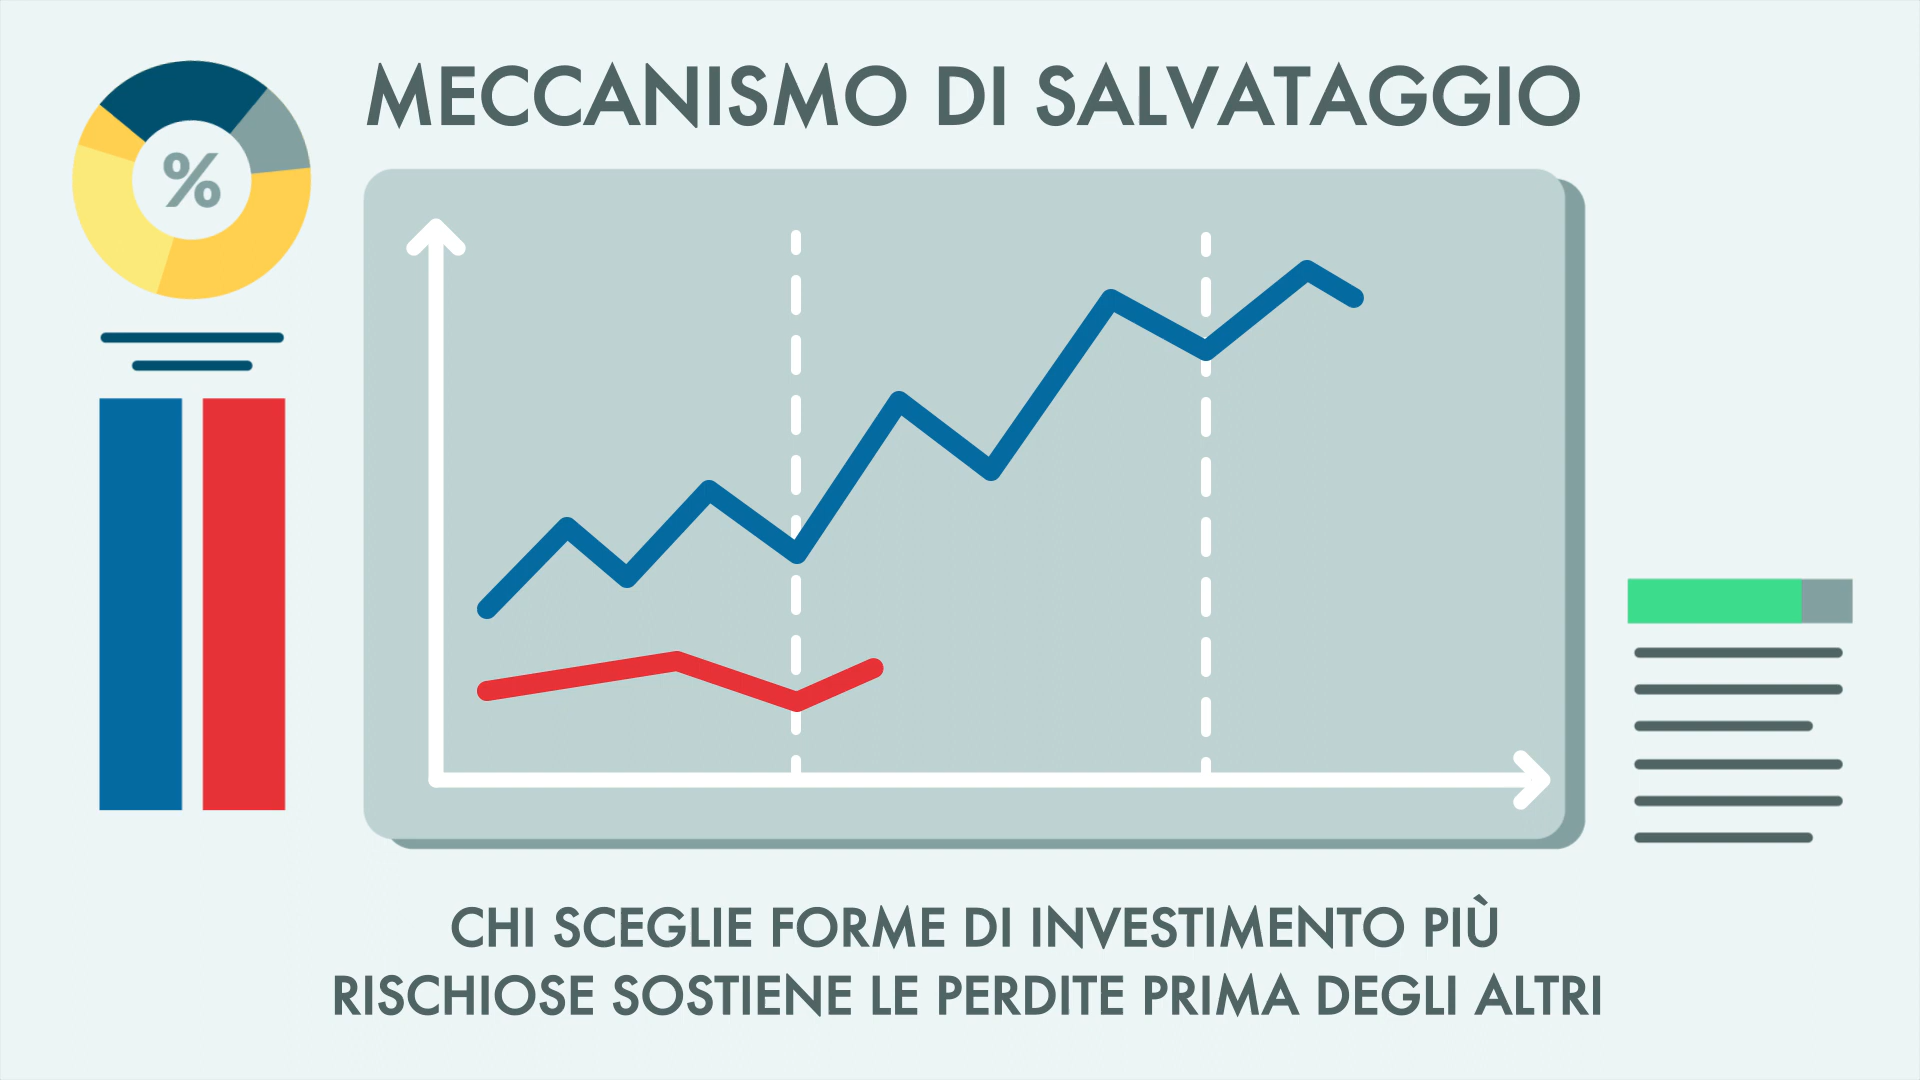 MECCANISMO DI SALVATAGGIO
%
CHI SCEGLIE FORME DI INVESTIMENTO PIÙ
RISCHIOSE SOSTIENE LE PERDITE PRIMA DEGLI ALTRI